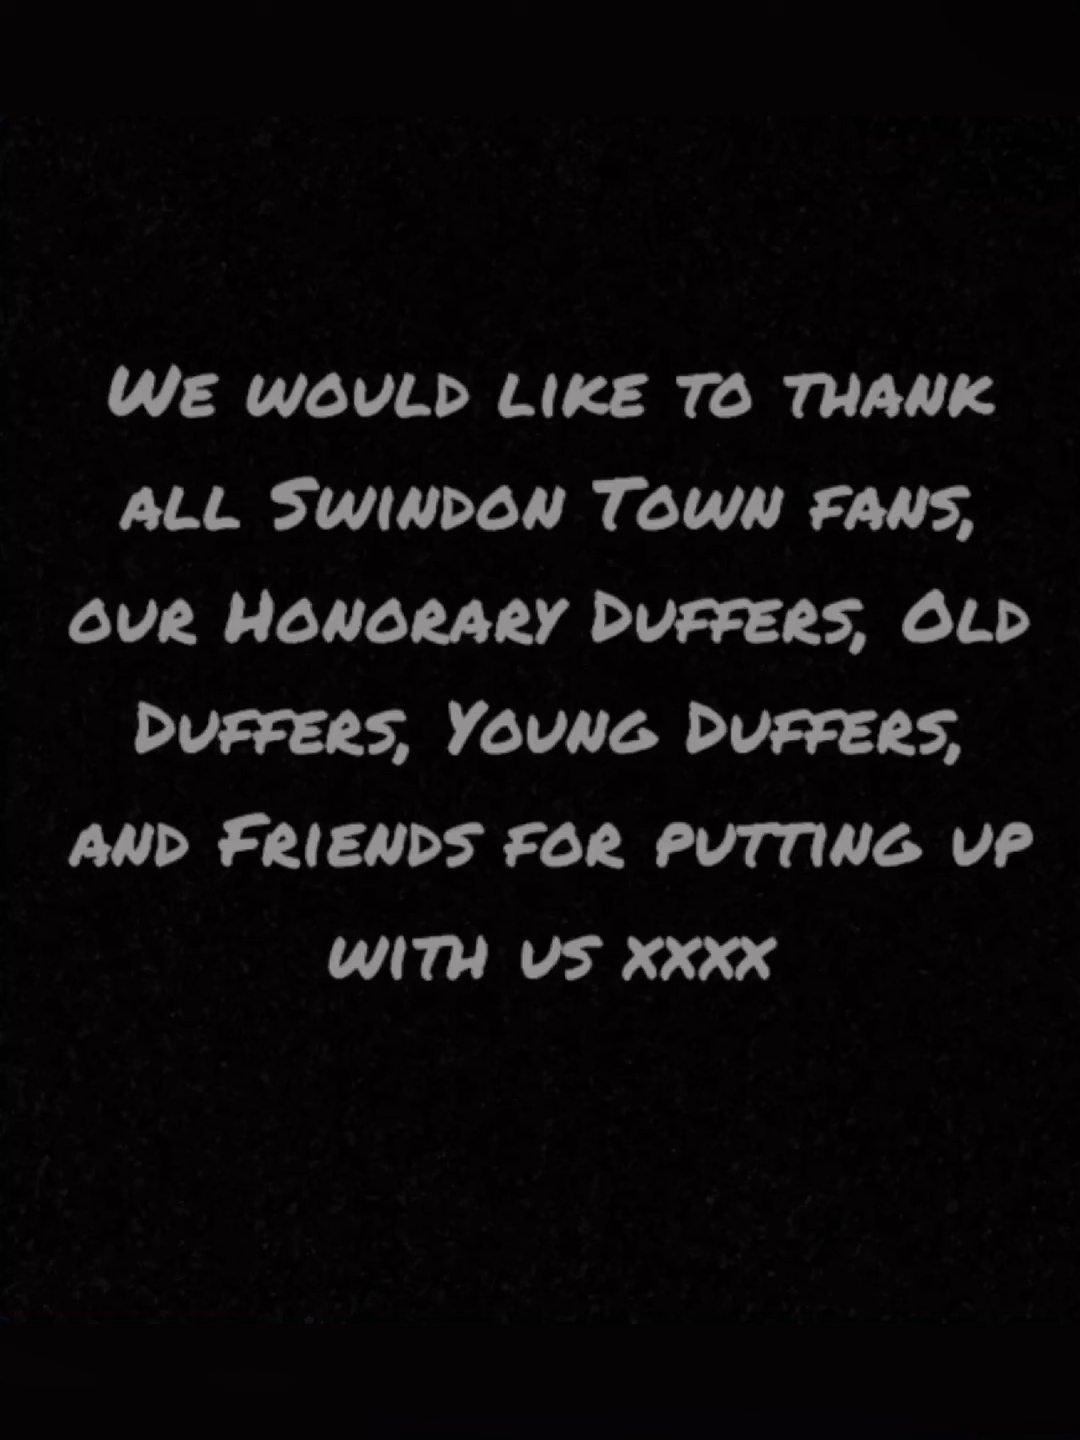 We would like to thank
all Swindon Town fans,
our Honorary Duffers, Old
Duffers, Young Duffers,
and Friends for putting up
with us xxxx